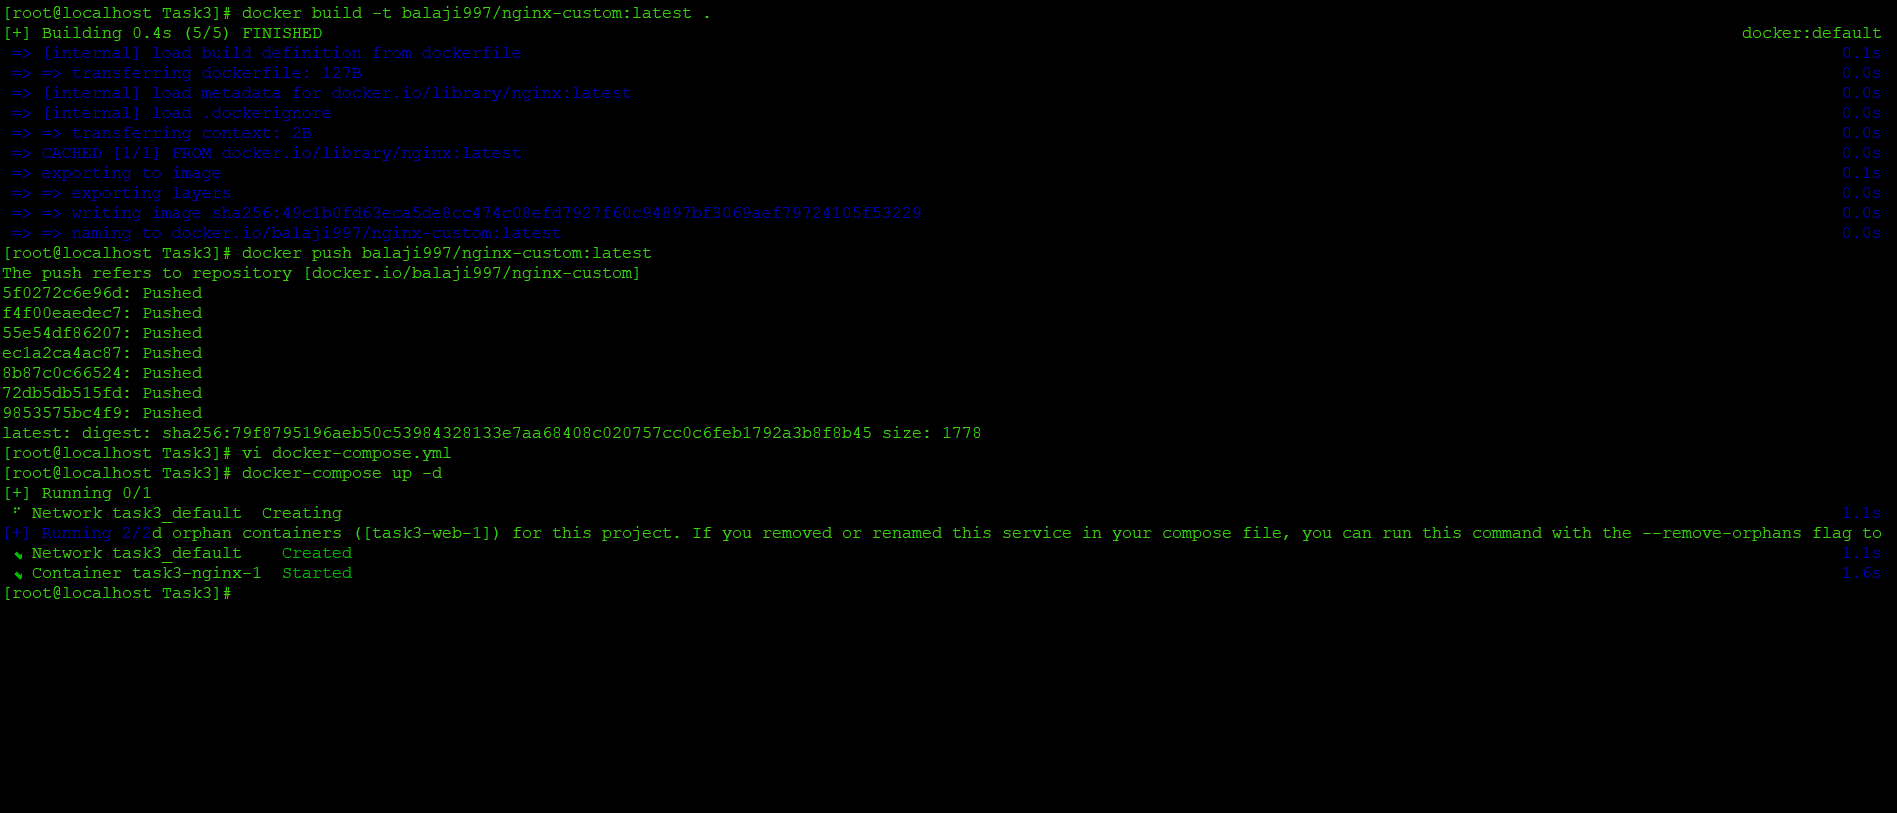 [root@localhost Task3]# docker build -t balaji997/nginx-custom:latest .
[+] Building 0.4s (5/5) FINISHED docker:default
=> [internal] load build definition from dockerfile 0.1s
=> => transferring dockerfile: 127B 0.0s
=> [internal] load metadata for docker.io/library/nginx:latest 0.0s
=> [internal] load .dockerignore 0.0s
=> => transferring context: 2B 0.0s
=> CACHED [1/1] FROM docker.io/library/nginx:latest 0.0s
=> exporting to image 0.1s
=> => exporting layers 0.0s
=> => writing image sha256:49c1b0fd63eca5de8cc474c08efd7927f60c94897bf3069aef79724105f53229 0.0s
=> => naming to docker.io/balaji997/nginx-custom:latest 0.0s
[root@localhost Task3]# docker push balaji997/nginx-custom:latest
The push refers to repository [docker.io/balaji997/nginx-custom]
5f0272c6e96d: Pushed
f4f00eaedec7: Pushed
55e54df86207: Pushed
ec1a2ca4ac87: Pushed
8b87c0c66524: Pushed
72db5db515fd: Pushed
9853575bc4f9: Pushed
latest: digest: sha256:79f8795196aeb50c53984328133e7aa68408c020757cc0c6feb1792a3b8f8b45 size: 1778
[root@localhost Task3]# vi docker-compose.yml
[root@localhost Task3]# docker-compose up -d
[+] Running 0/1
⠋ Network task3_default Creating 1.1s
[+] Running 2/2d orphan containers ([task3-web-1]) for this project. If you removed or renamed this service in your compose file, you can run this command with the --remove-orphans flag to
✔ Network task3_default Created 1.1s
✔ Container task3-nginx-1 Started 1.6s
[root@localhost Task3]#